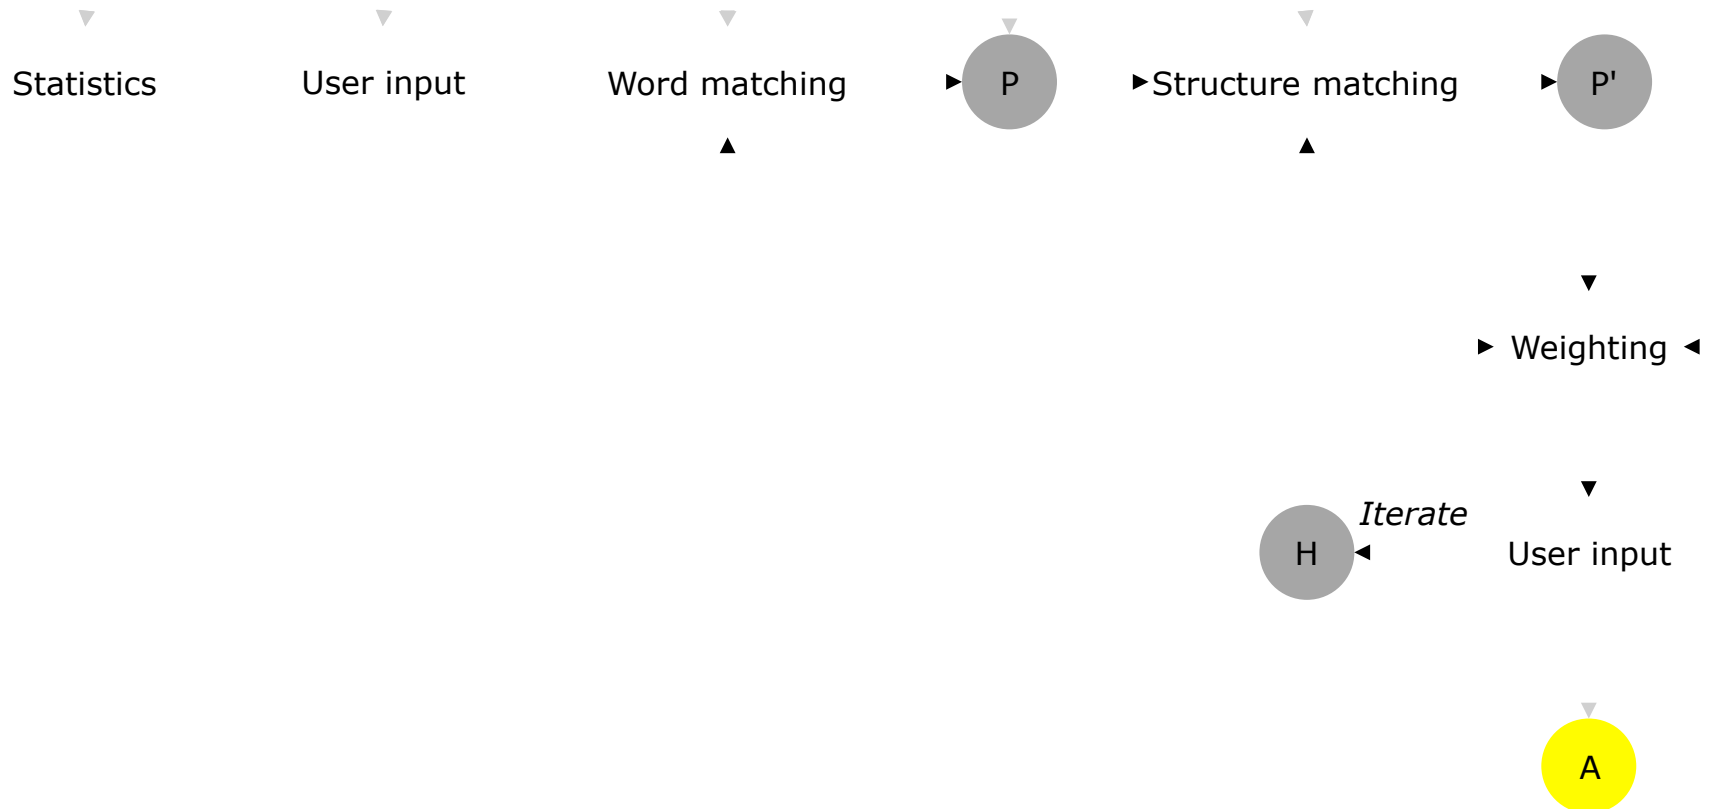 Statistics
User input
Word matching
P
Structure matching
P'
Weighting
Iterate
H
User input
A